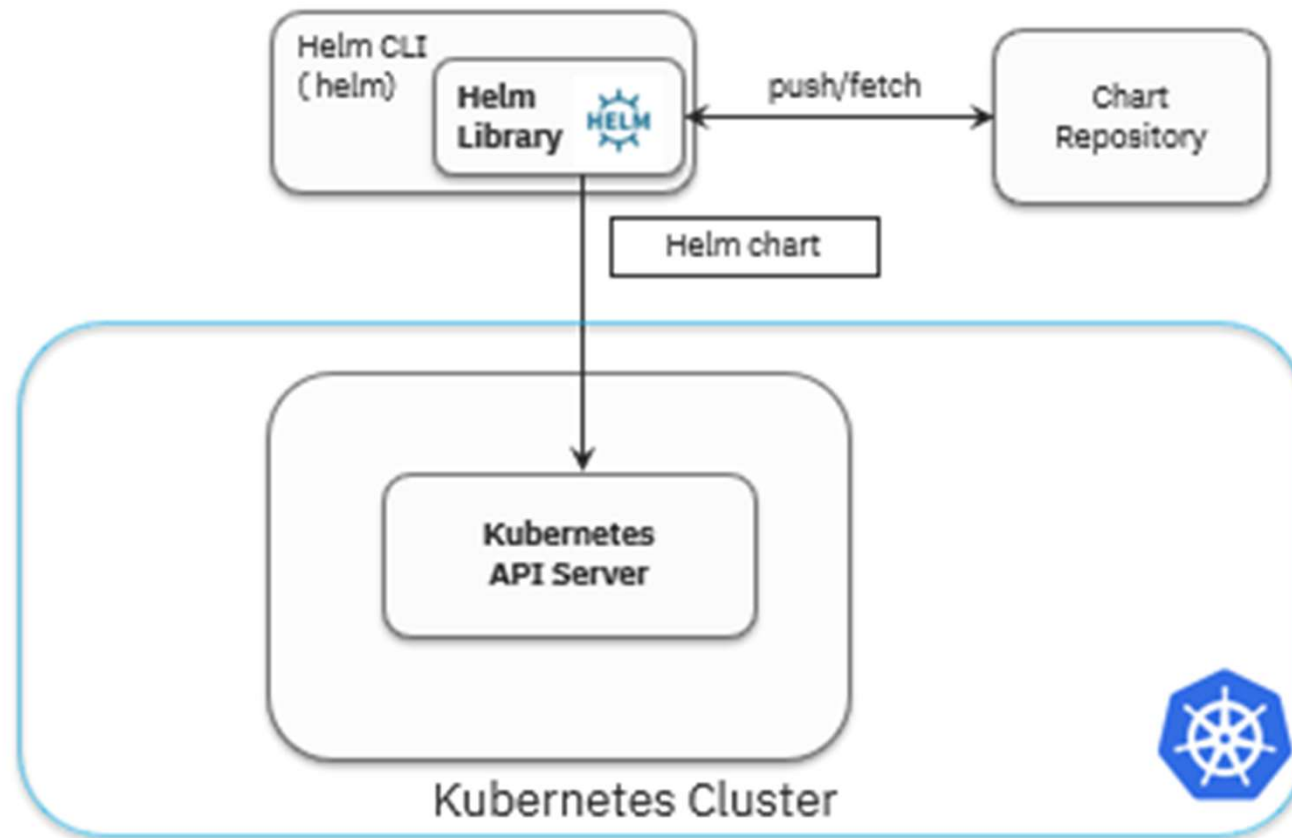 Helm CLI
( helm)
Helm
Library
HELM
push/fetch
Chart
Repository
Helm chart
Kubernetes
API Server
Kubernetes Cluster